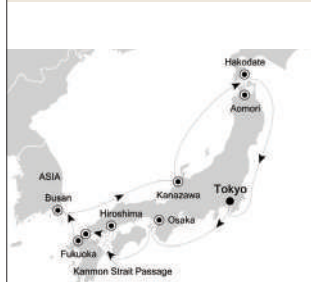 Hakodate
Aomori
ASIA
Busan
Kanazawa
Tokyo
Hiroshima
Osaka
Fukuoka
Kanmon Strait Passage